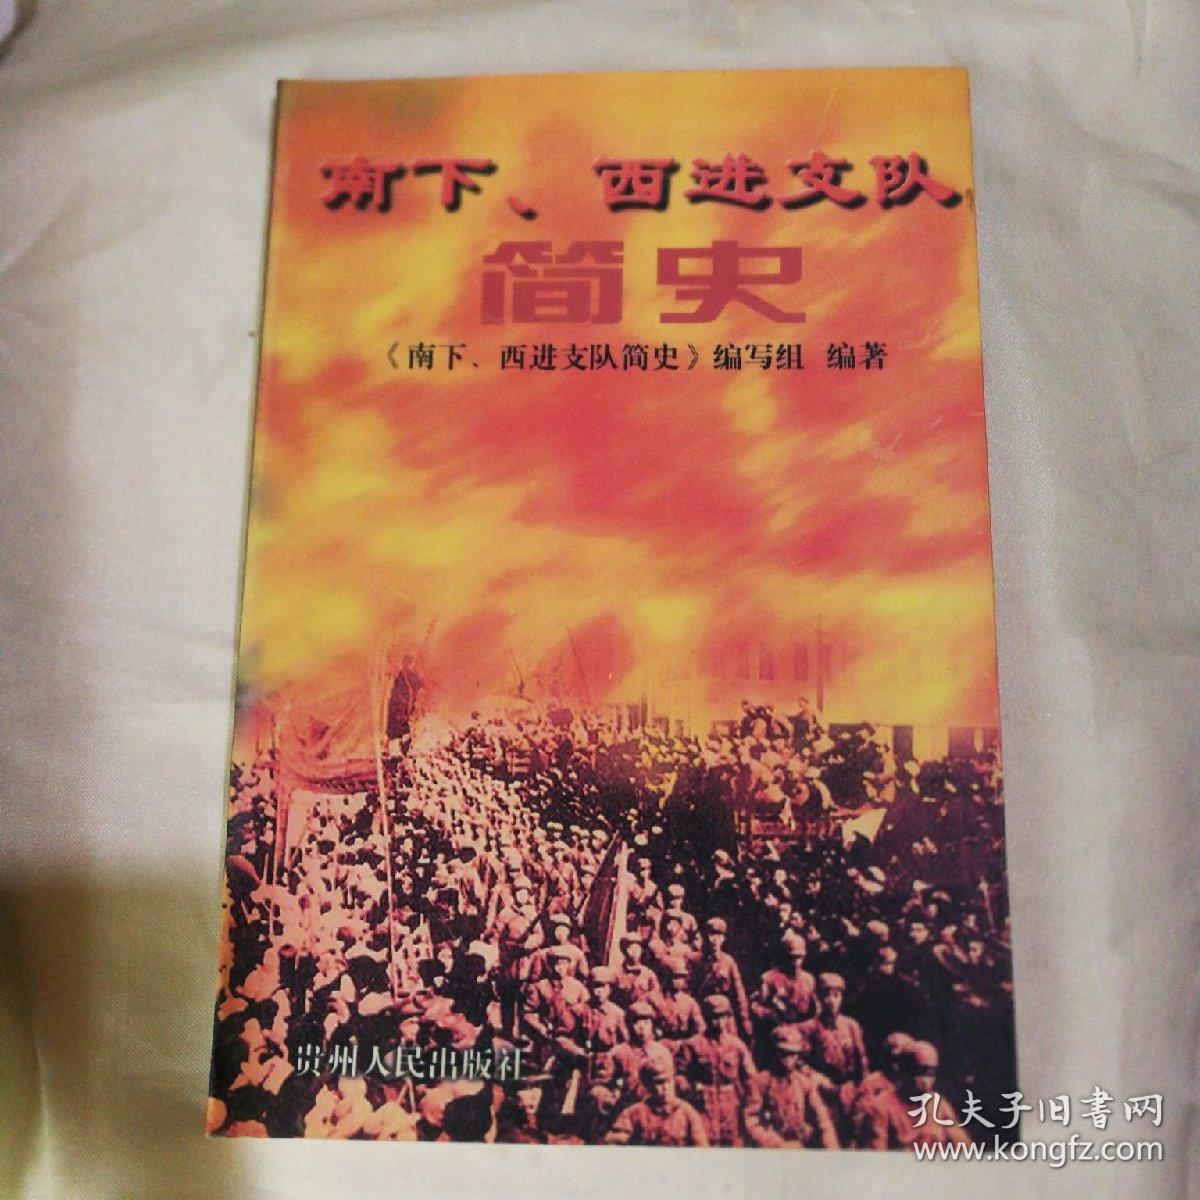 南下、西进支队
简史
《南下、西进支队简史》编写组 编著
贵州人民出版社
孔夫子旧書网
www.kongfz.com